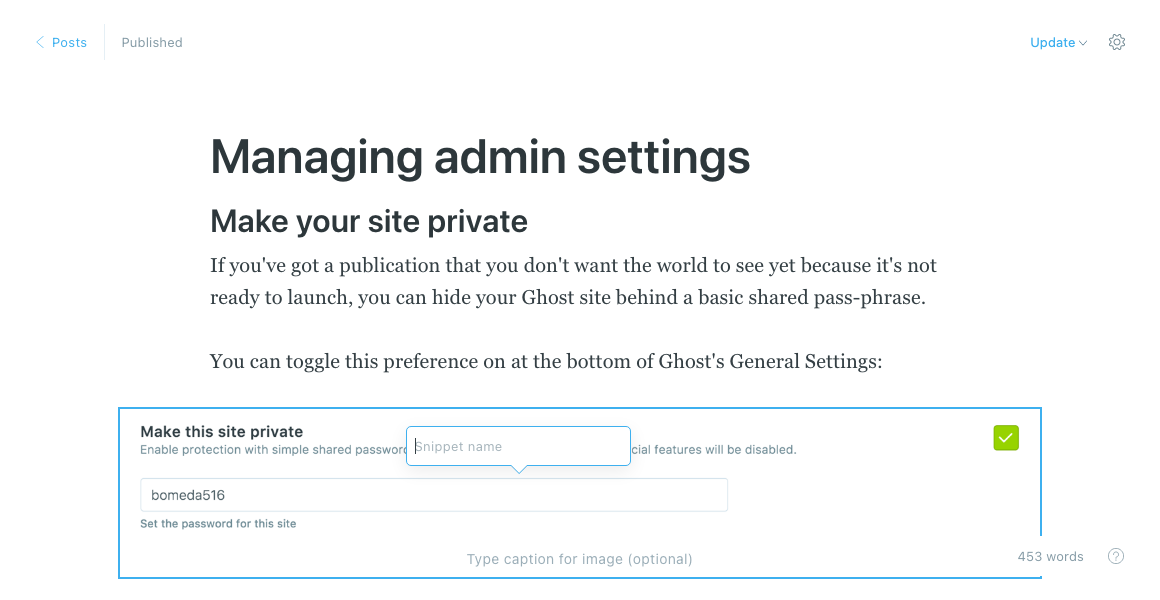 Posts
Published
Update
Managing admin settings
Make your site private
If you've got a publication that you don't want the world to see yet because it's not
ready to launch, you can hide your Ghost site behind a basic shared pass-phrase.
You can toggle this preference on at the bottom of Ghost's General Settings:
Make this site private
Snippet name
Enable protection with simple shared password features will be disabled.
bomeda516
Set the password for this site
Type caption for image (optional)
453 words
?